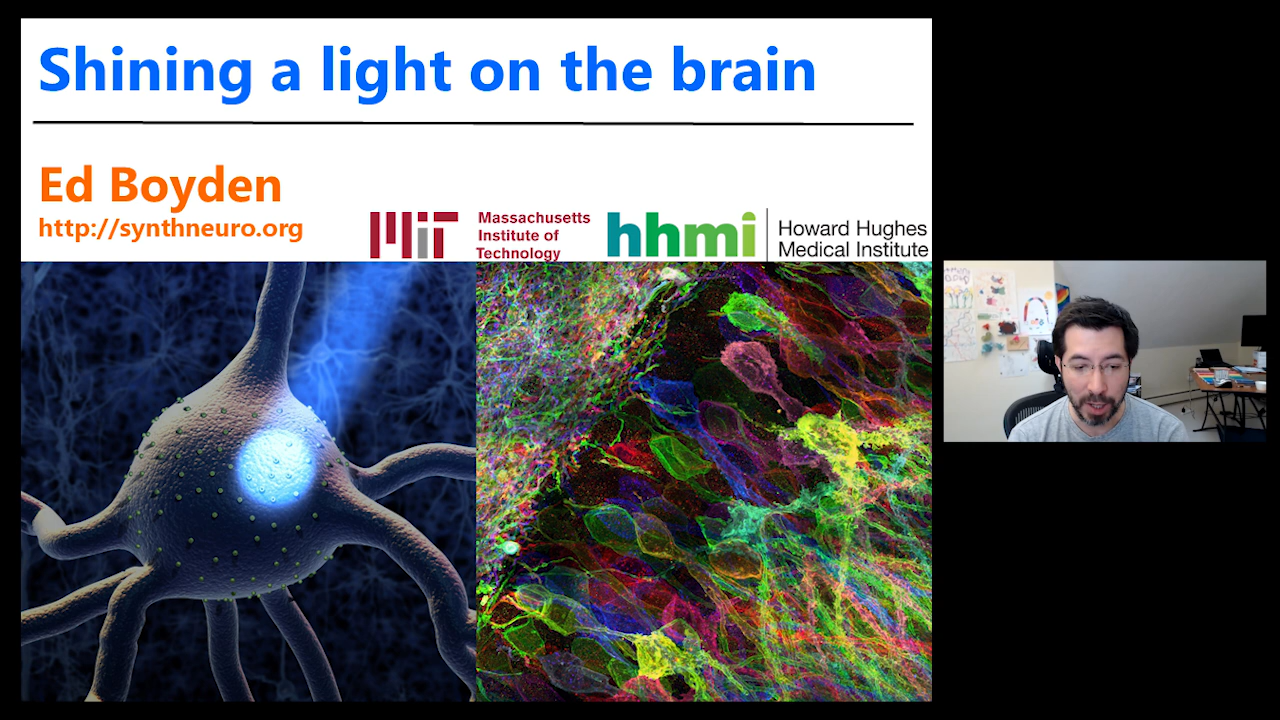 Shining a light on the brain
Ed Boyden
http://synthneuro.org
MIT
Massachusetts
Institute of
Technology
hhmi
Howard Hughes
Medical Institute